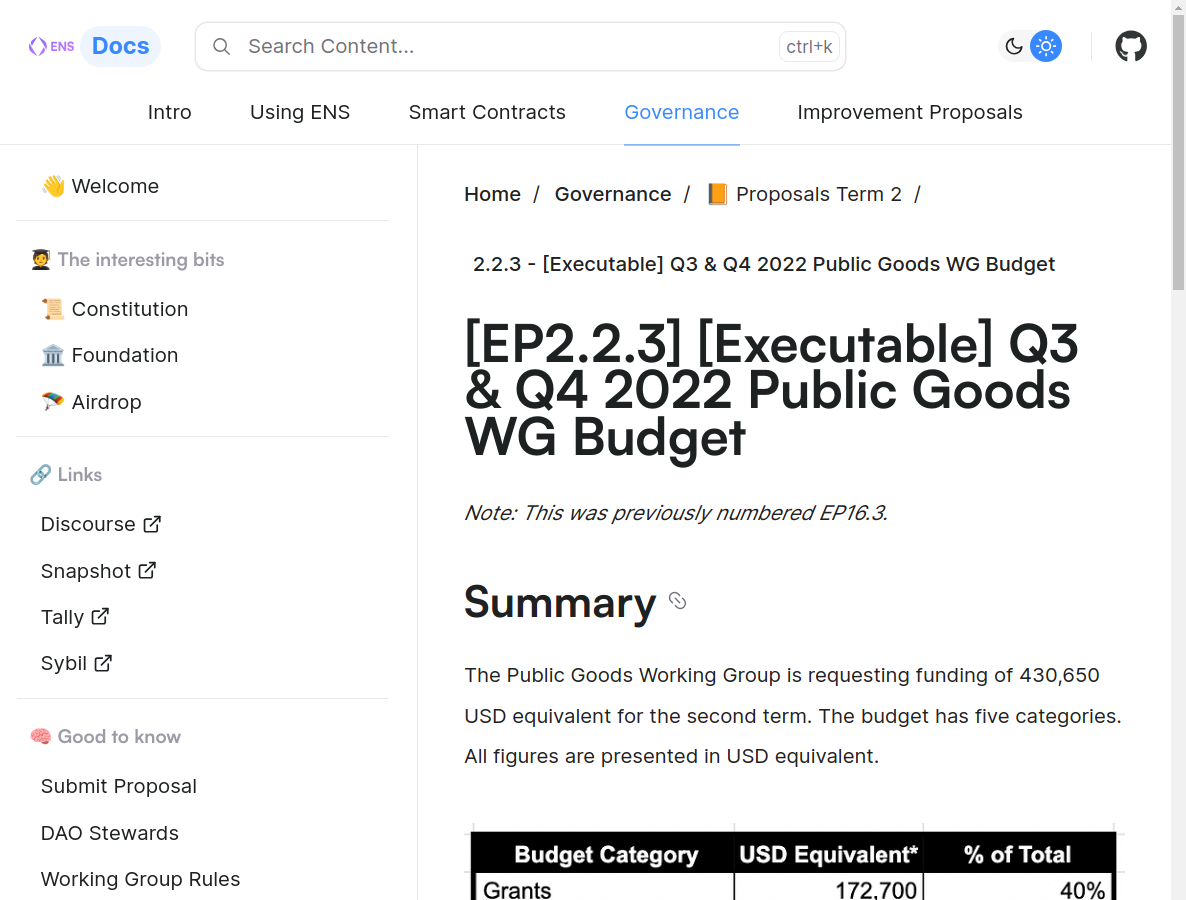 ENS Docs
Search Content...
ctrl+k
Intro
Using ENS
Smart Contracts
Governance
Improvement Proposals
👋 Welcome
🧑‍🎓 The interesting bits
📜 Constitution
🏛️ Foundation
🪂 Airdrop
🔗 Links
Discourse
Snapshot
Tally
Sybil
🧠 Good to know
Submit Proposal
DAO Stewards
Working Group Rules
Home / Governance / 📙 Proposals Term 2 /
2.2.3 - [Executable] Q3 & Q4 2022 Public Goods WG Budget
[EP2.2.3] [Executable] Q3
& Q4 2022 Public Goods
WG Budget
Note: This was previously numbered EP16.3.
Summary
The Public Goods Working Group is requesting funding of 430,650
USD equivalent for the second term. The budget has five categories.
All figures are presented in USD equivalent.
Budget Category USD Equivalent* % of Total
Grants 172,700 40%